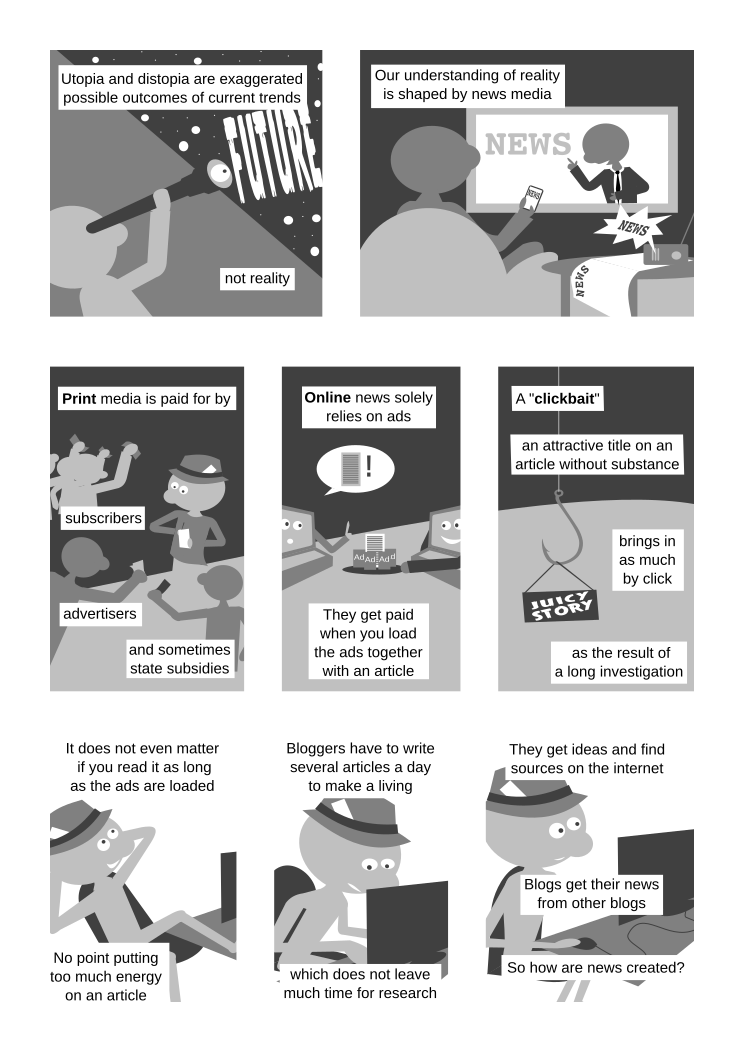 Utopia and distopia are exaggerated
possible outcomes of current trends
FUTURE
not reality
Our understanding of reality
is shaped by news media
NEWS
NEWS
NEWS
NEWS
Print media is paid for by
subscribers
advertisers
and sometimes
state subsidies
Online news solely
relies on ads
!
Ad Ad Ad d
They get paid
when you load
the ads together
with an article
A "clickbait"
an attractive title on an
article without substance
brings in
as much
by click
JUICY
STORY
as the result of
a long investigation
It does not even matter
if you read it as long
as the ads are loaded
No point putting
too much energy
on an article
Bloggers have to write
several articles a day
to make a living
which does not leave
much time for research
They get ideas and find
sources on the internet
Blogs get their news
from other blogs
So how are news created?